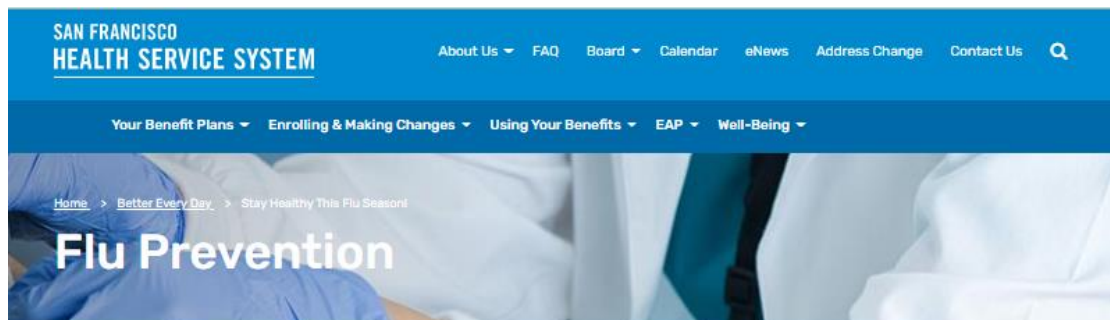 SAN FRANCISCO
HEALTH SERVICE SYSTEM
About Us FAQ Board Calendar eNews Address Change Contact Us
Your Benefit Plans Enrolling & Making Changes Using Your Benefits EAP Well-Being
Home > Better Every Day > Stay Healthy This Flu Season!
Flu Prevention